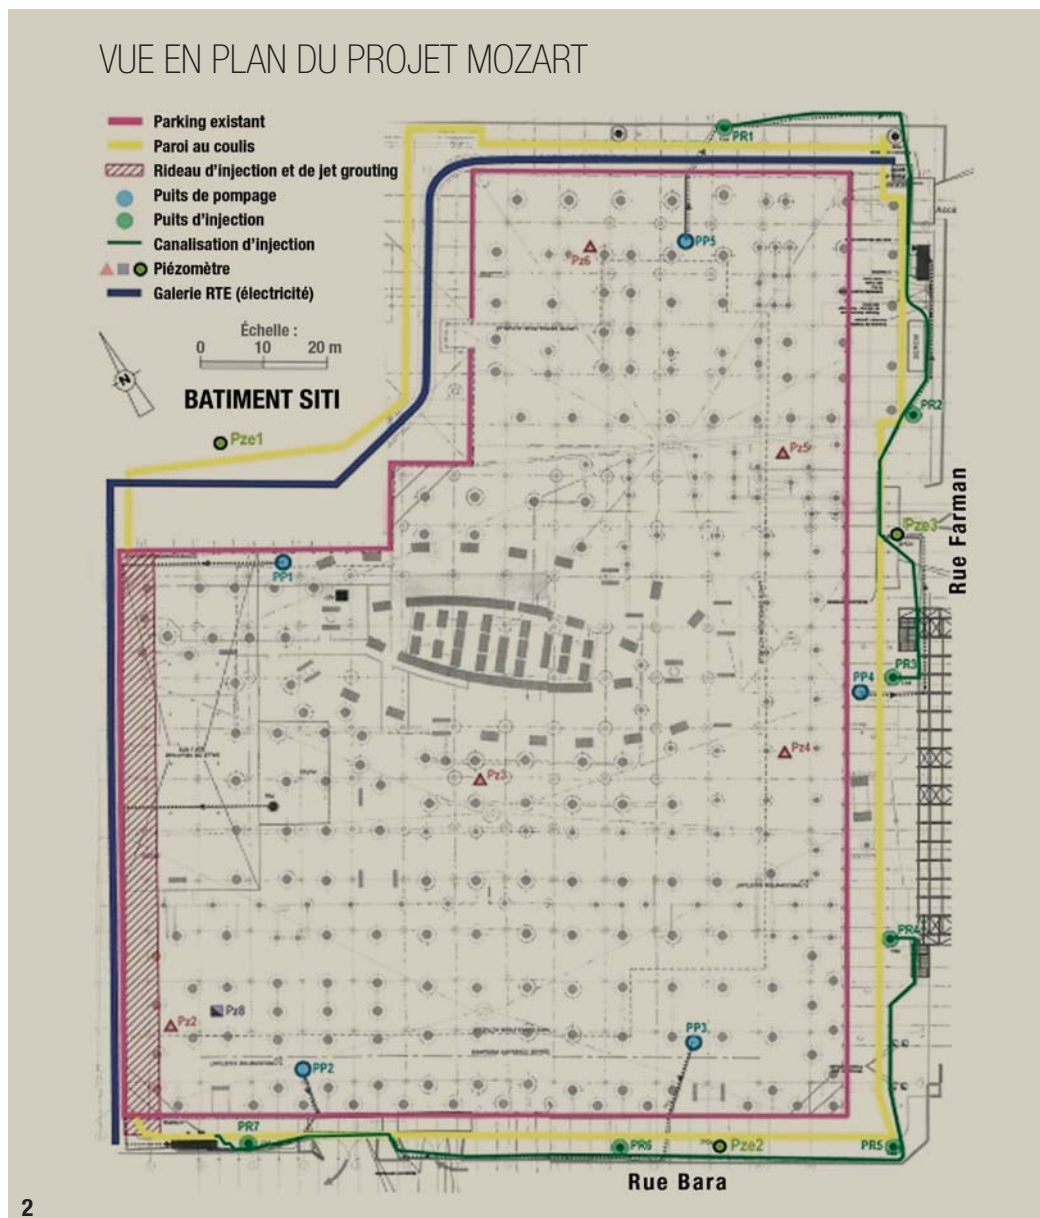 VUE EN PLAN DU PROJET MOZART
Parking existant
Paroi au coulis
Rideau d'injection et de jet grouting
Puits de pompage
Puits d'injection
Canalisation d'injection
Piézomètre
Galerie RTE (électricité)
Échelle :
0 10 20 m
N
BATIMENT SITI
PR1
PP5
Pz6
PR2
Pze1
Pz5
Pze3
Rue Farman
PP1
PR3
PP4
Pz4
Pz3
PR4
Pz8
Pz2
PP3
PP2
PR7
PR6
Pze2
PR5
Rue Bara
2